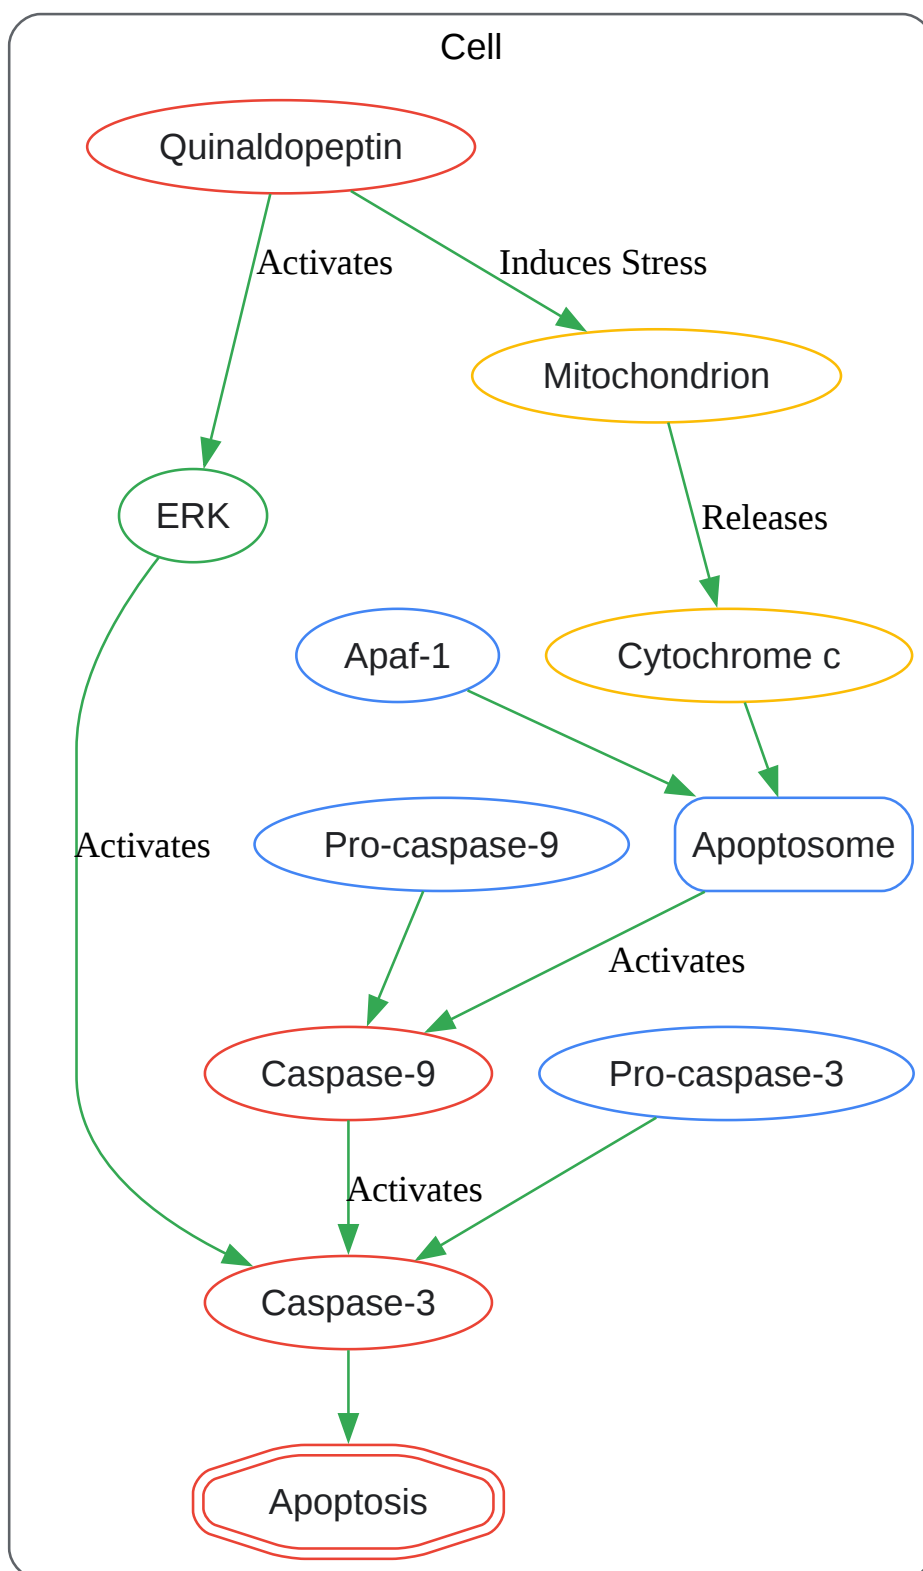 Cell
Quinaldopeptin
Activates
Induces Stress
Mitochondrion
ERK
Releases
Apaf-1
Cytochrome c
Activates
Pro-caspase-9
Apoptosome
Activates
Caspase-9
Pro-caspase-3
Activates
Caspase-3
Apoptosis